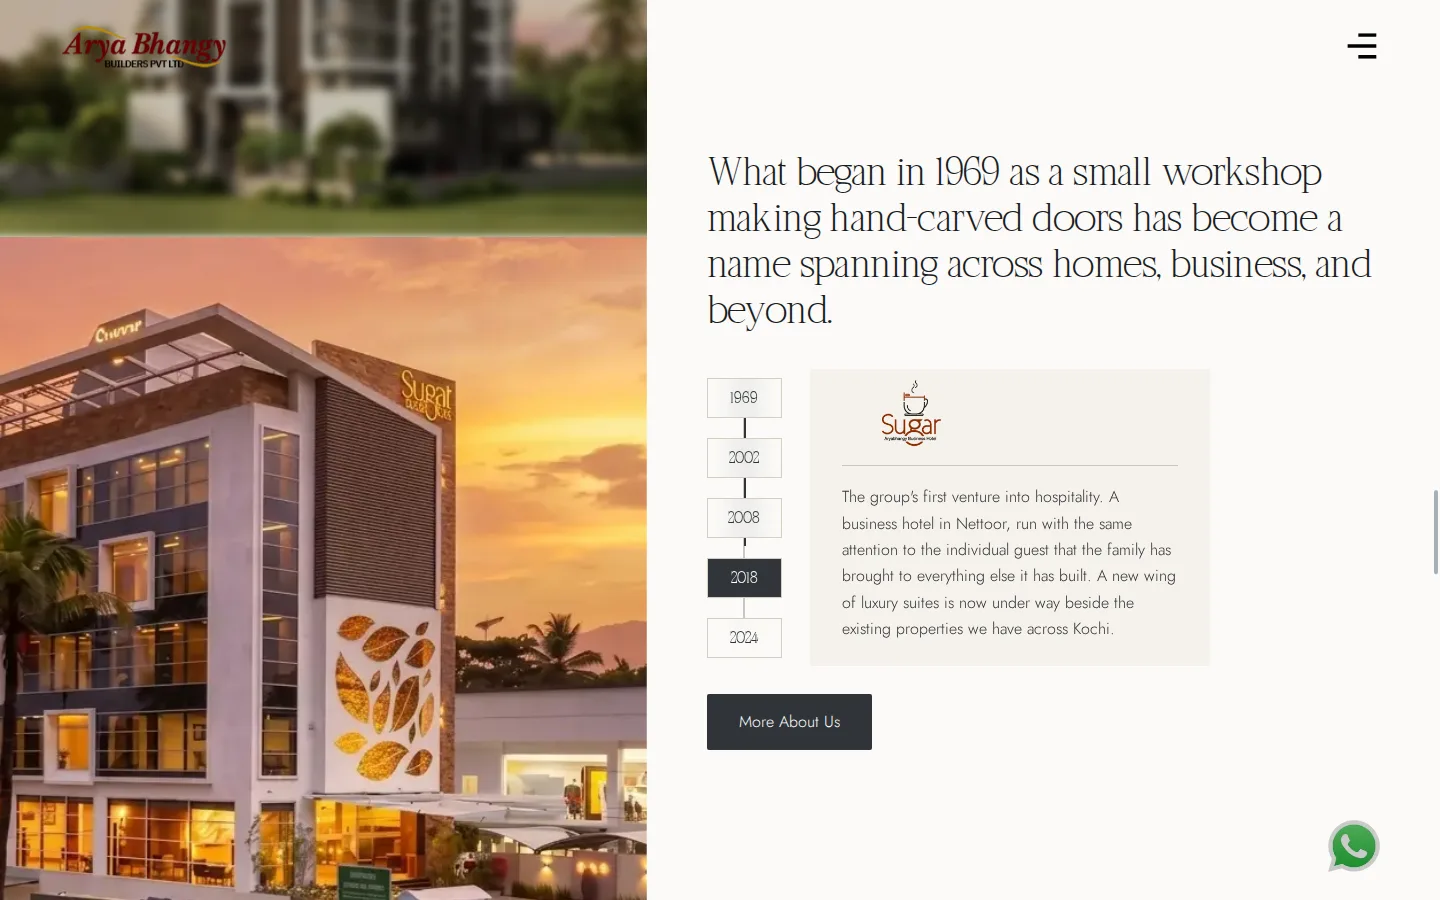 Arya Bhangy
BUILDERS PVT LTD
What began in 1969 as a small workshop
making hand-carved doors has become a
name spanning across homes, business, and
beyond.
1969
2002
2008
2018
2024
Sugar
Aryabhangy Business Hotel
The group's first venture into hospitality. A
business hotel in Nettoor, run with the same
attention to the individual guest that the family has
brought to everything else it has built. A new wing
of luxury suites is now under way beside the
existing properties we have across Kochi.
More About Us